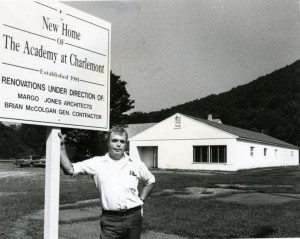 New Home
OF
The Academy at Charlemont
Established 1981
RENOVATIONS UNDER DIRECTION OF:
MARGO JONES ARCHITECTS
BRIAN McCOLGAN GEN. CONTRACTOR